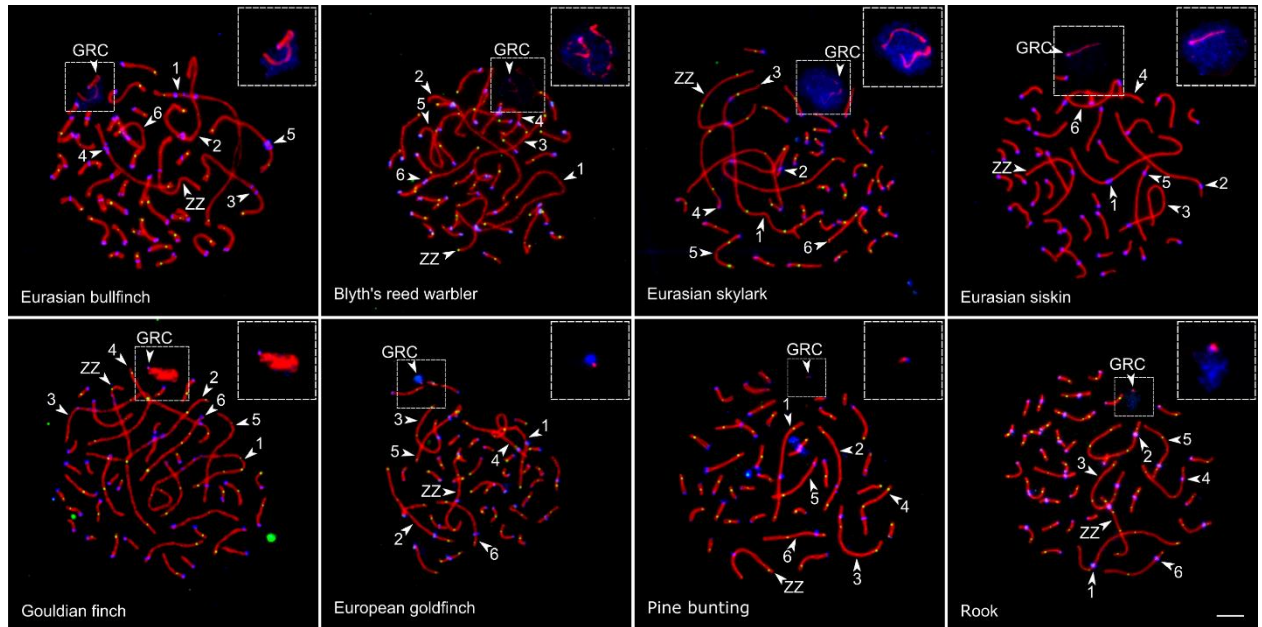 GRC
1
2
6
5
4
3
ZZ
Eurasian bullfinch
GRC
2
5
4
3
6
1
ZZ
Blyth's reed warbler
GRC
3
ZZ
2
4
1
6
5
Eurasian skylark
GRC
4
6
ZZ
5
2
1
3
Eurasian siskin
GRC
4
ZZ
2
3
6
5
1
Gouldian finch
GRC
3
1
4
5
ZZ
2
6
European goldfinch
GRC
1
2
5
4
6
3
ZZ
Pine bunting
GRC
5
2
3
4
ZZ
6
1
Rook